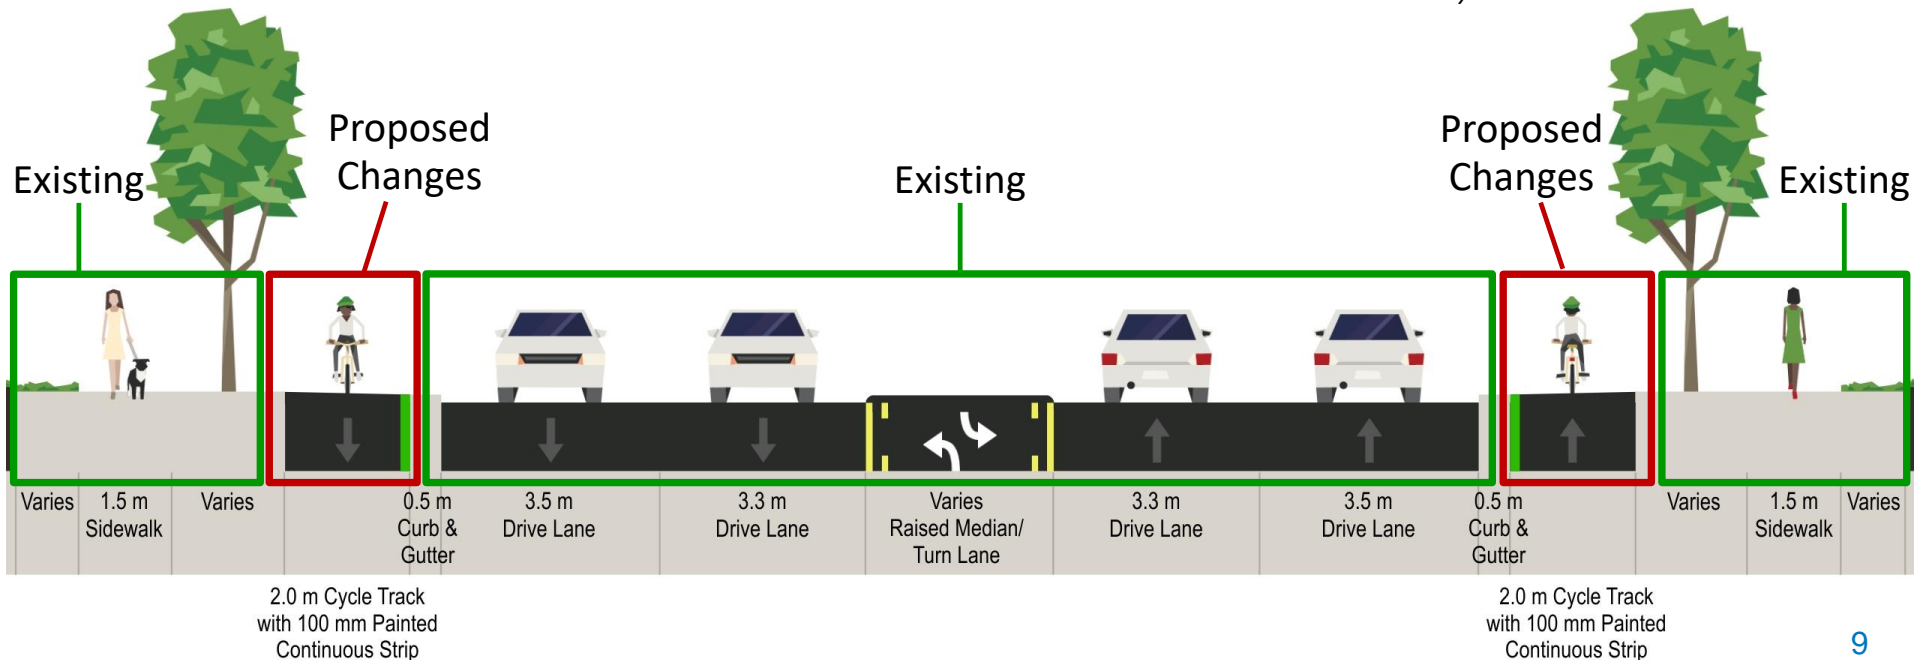 Proposed
Changes
Existing
Existing
Proposed
Changes
Existing
Varies
1.5 m
Sidewalk
Varies
0.5 m
Curb &
Gutter
3.5 m
Drive Lane
3.3 m
Drive Lane
Varies
Raised Median/
Turn Lane
3.3 m
Drive Lane
3.5 m
Drive Lane
0.5 m
Curb &
Gutter
Varies
1.5 m
Sidewalk
Varies
2.0 m Cycle Track
with 100 mm Painted
Continuous Strip
2.0 m Cycle Track
with 100 mm Painted
Continuous Strip
9